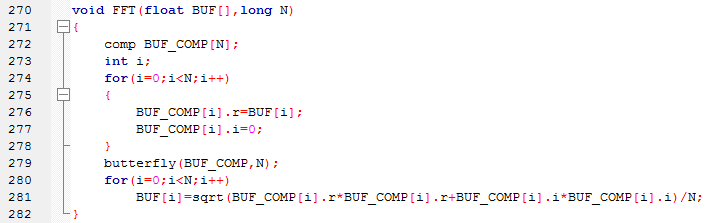 270 void FFT(float BUF[],long N)
271 {
272 comp BUF_COMP[N];
273 int i;
274 for(i=0;i<N;i++)
275 {
276 BUF_COMP[i].r=BUF[i];
277 BUF_COMP[i].i=0;
278 }
279 butterfly(BUF_COMP,N);
280 for(i=0;i<N;i++)
281 BUF[i]=sqrt(BUF_COMP[i].r*BUF_COMP[i].r+BUF_COMP[i].i*BUF_COMP[i].i)/N;
282 }